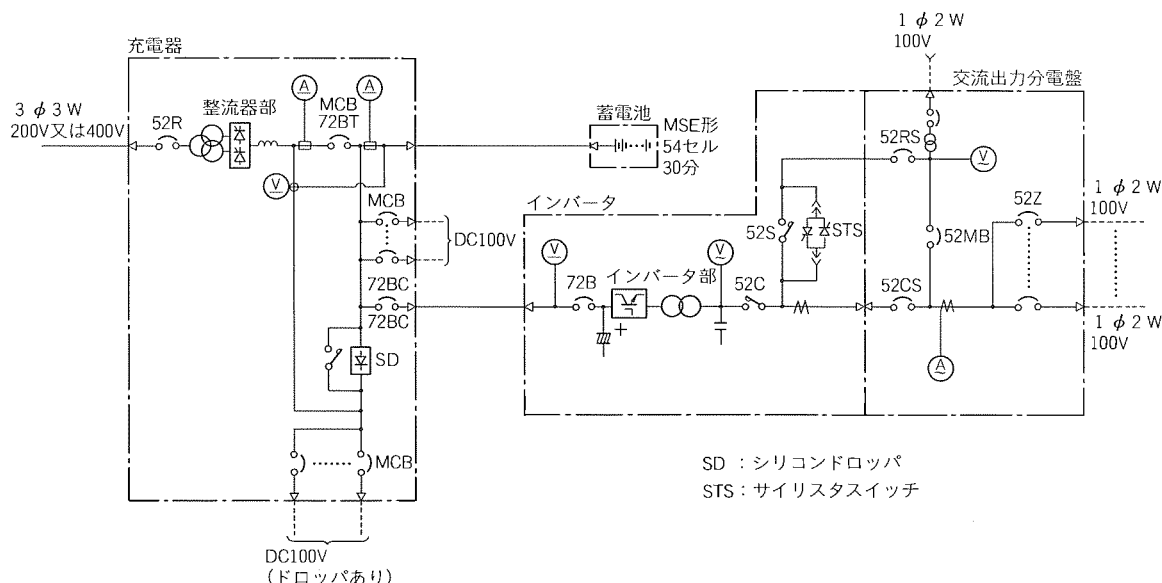 1 φ 2 W
100V
充電器
交流出力分電盤
A
A
3 φ 3 W
200V又は400V
整流器部
MCB
72BT
52R
蓄電池
MSE形
54セル
30分
52RS
V
V
インバータ
MCB
DC100V
52S
STS
52Z
1 φ 2 W
100V
52MB
V
V
72BC
72BC
72B
インバータ部
52C
52CS
+
1 φ 2 W
100V
SD
A
MCB
SD :シリコンドロッパ
STS:サイリスタスイッチ
DC100V
(ドロッパあり)